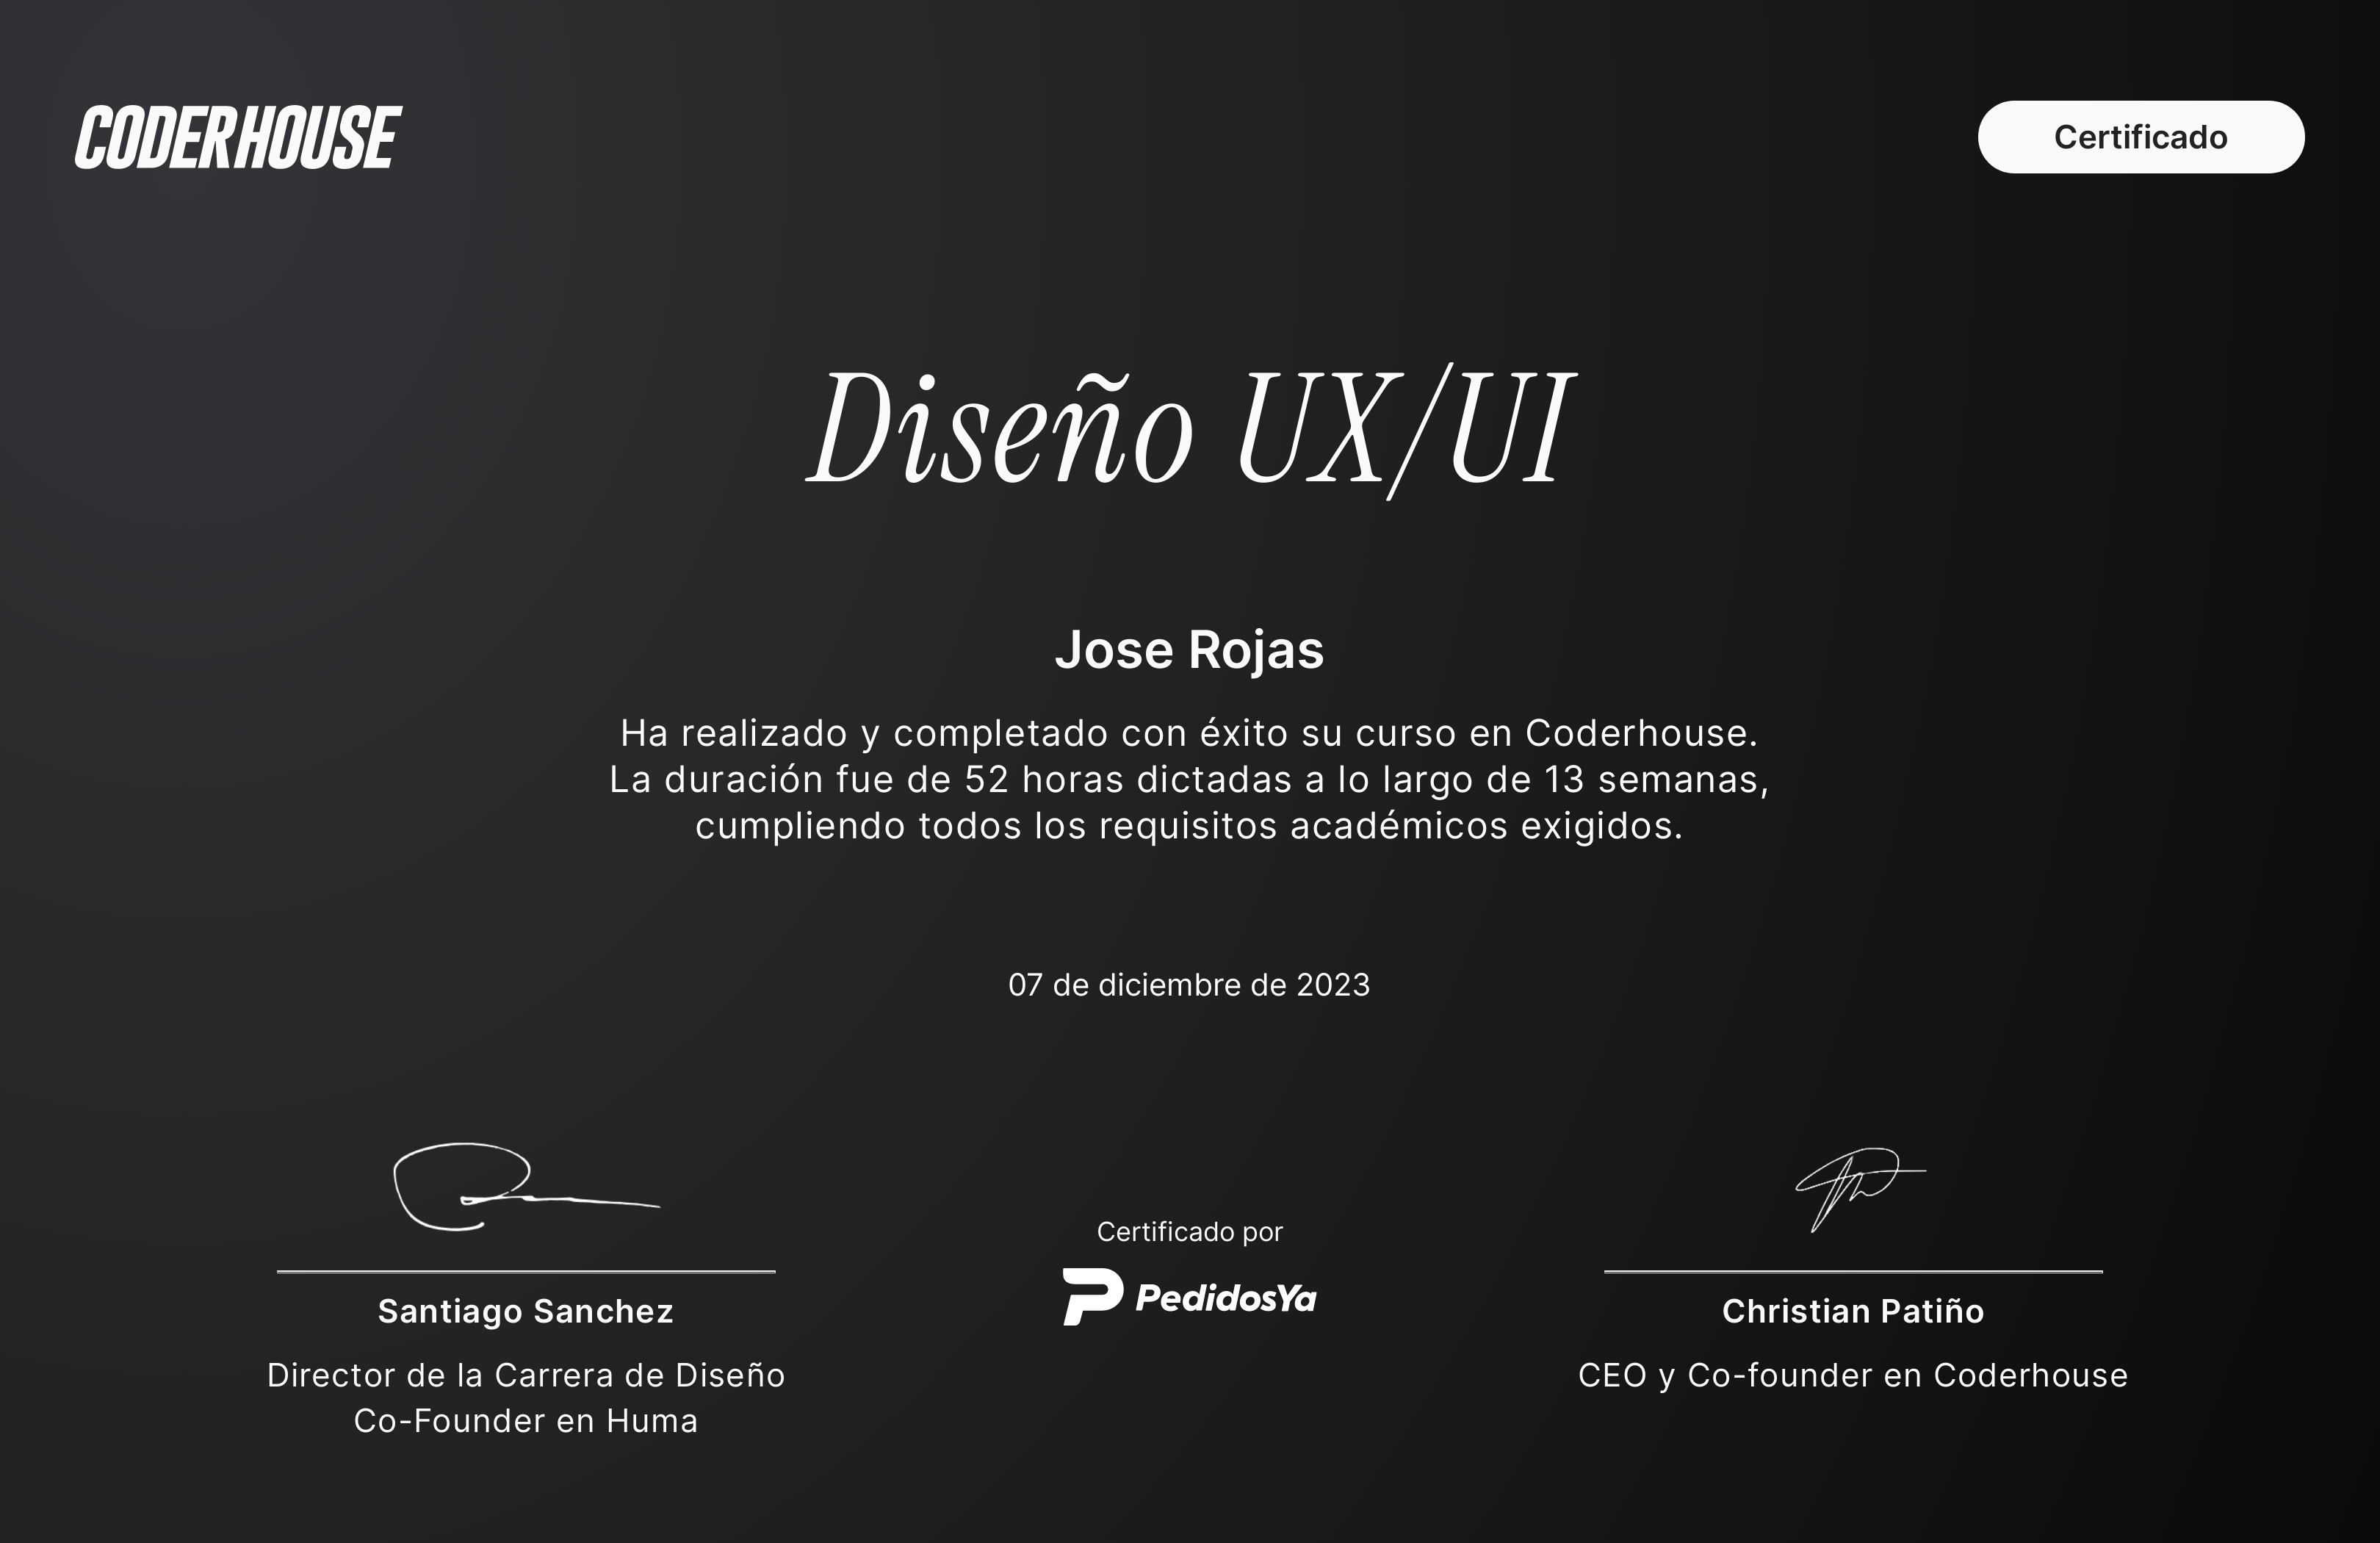 CODERHOUSE
Certificado
Diseño UX/UI
Jose Rojas
Ha realizado y completado con éxito su curso en Coderhouse.
La duración fue de 52 horas dictadas a lo largo de 13 semanas,
cumpliendo todos los requisitos académicos exigidos.
07 de diciembre de 2023
Santiago Sanchez
Director de la Carrera de Diseño
Co-Founder en Huma
Certificado por
PedidosYa
Christian Patiño
CEO y Co-founder en Coderhouse